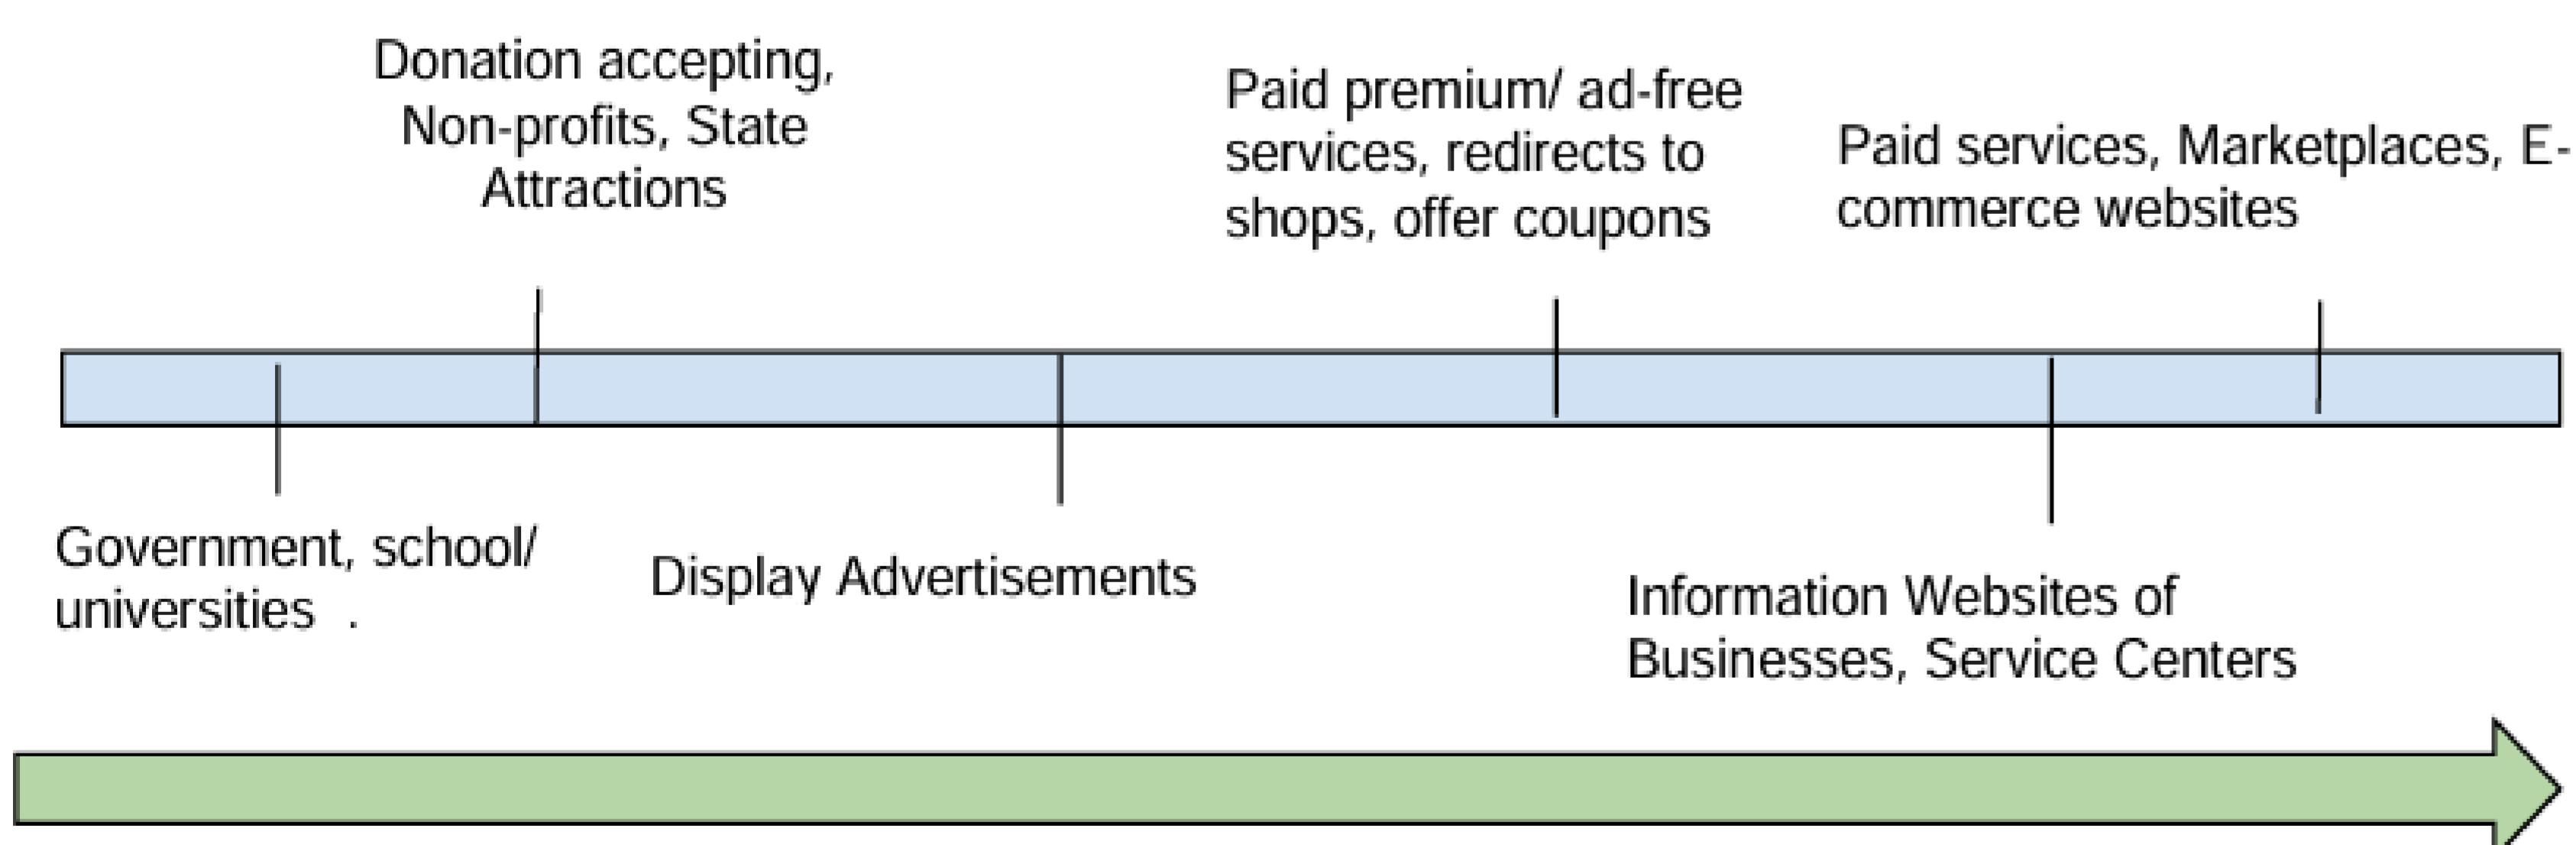 Donation accepting,
Non-profits, State
Attractions
Paid premium/ ad-free
services, redirects to
shops, offer coupons
Paid services, Marketplaces, E-
commerce websites
Government, school/
universities .
Display Advertisements
Information Websites of
Businesses, Service Centers